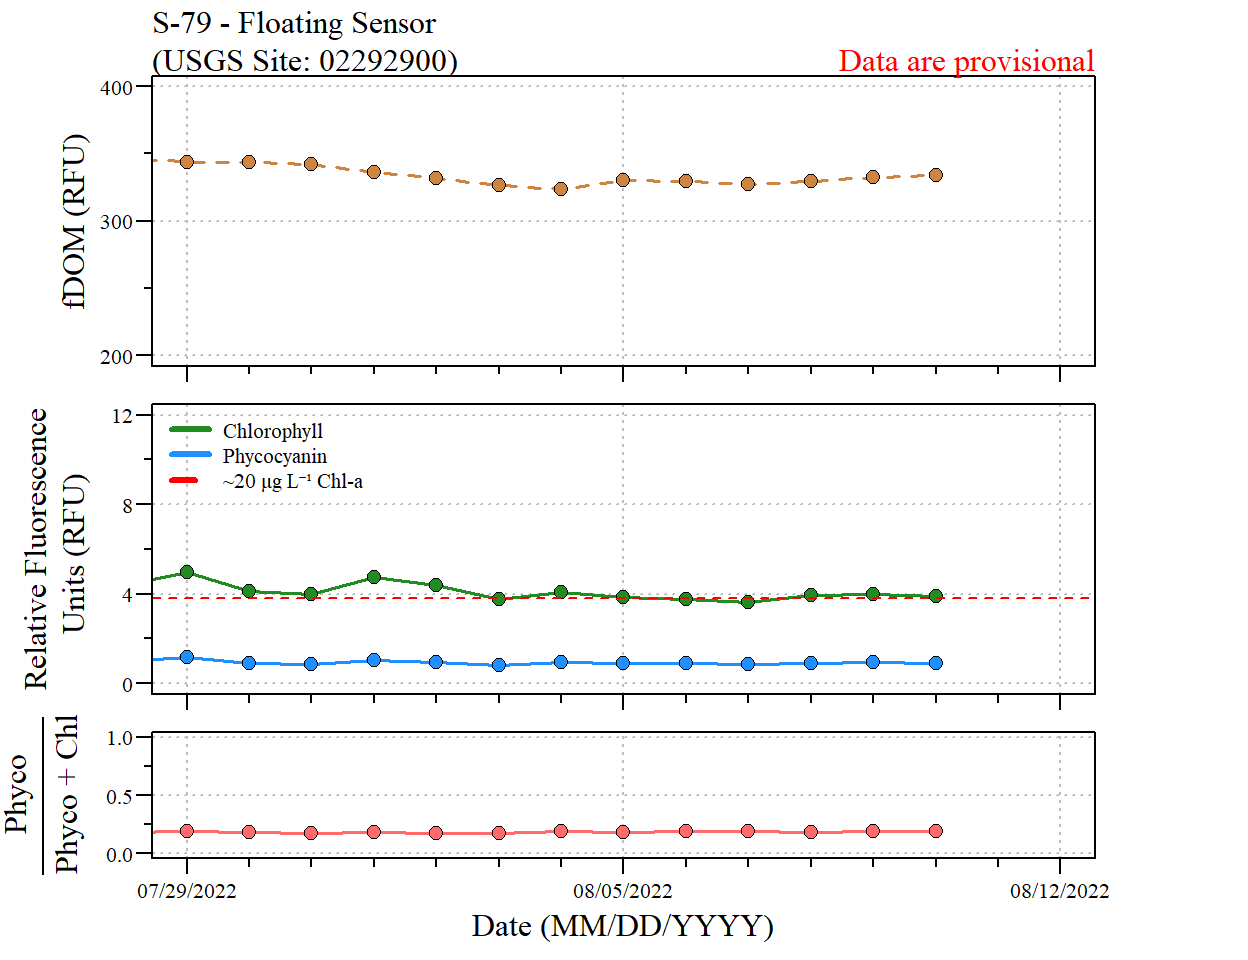 S-79 - Floating Sensor
(USGS Site: 02292900)
Data are provisional
400
300
200
fDOM (RFU)
12
8
4
0
Relative Fluorescence
Units (RFU)
Chlorophyll
Phycocyanin
~20 µg L⁻¹ Chl-a
1.0
0.5
0.0
Phyco
Phyco + Chl
07/29/2022
08/05/2022
08/12/2022
Date (MM/DD/YYYY)